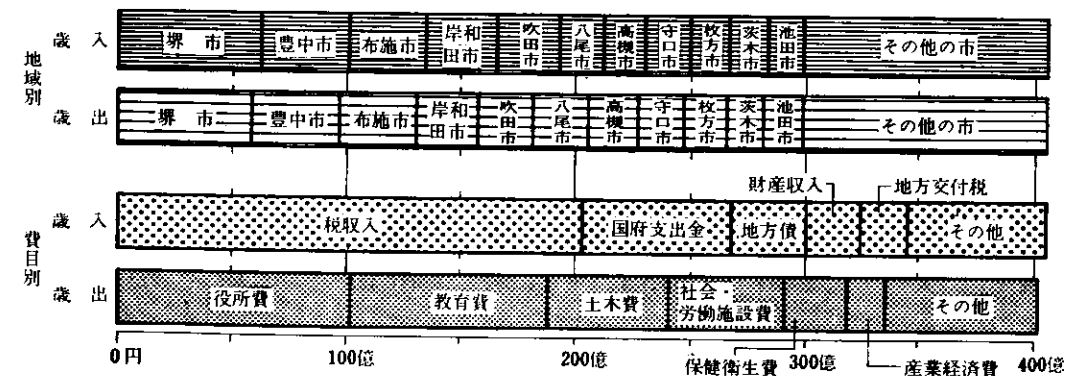 地域別
歳入
堺市
豊中市
布施市
岸和田市
吹田市
八尾市
高槻市
守口市
枚方市
茨木市
池田市
その他の市
歳出
堺市
豊中市
布施市
岸和田市
吹田市
八尾市
高槻市
守口市
枚方市
茨木市
池田市
その他の市
費目別
財産収入
地方交付税
歳入
税収入
国府支出金
地方債
その他
歳出
役所費
教育費
土木費
社会・
労働施設費
その他
0円
100億
200億
保健衛生費
300億
産業経済費
400億